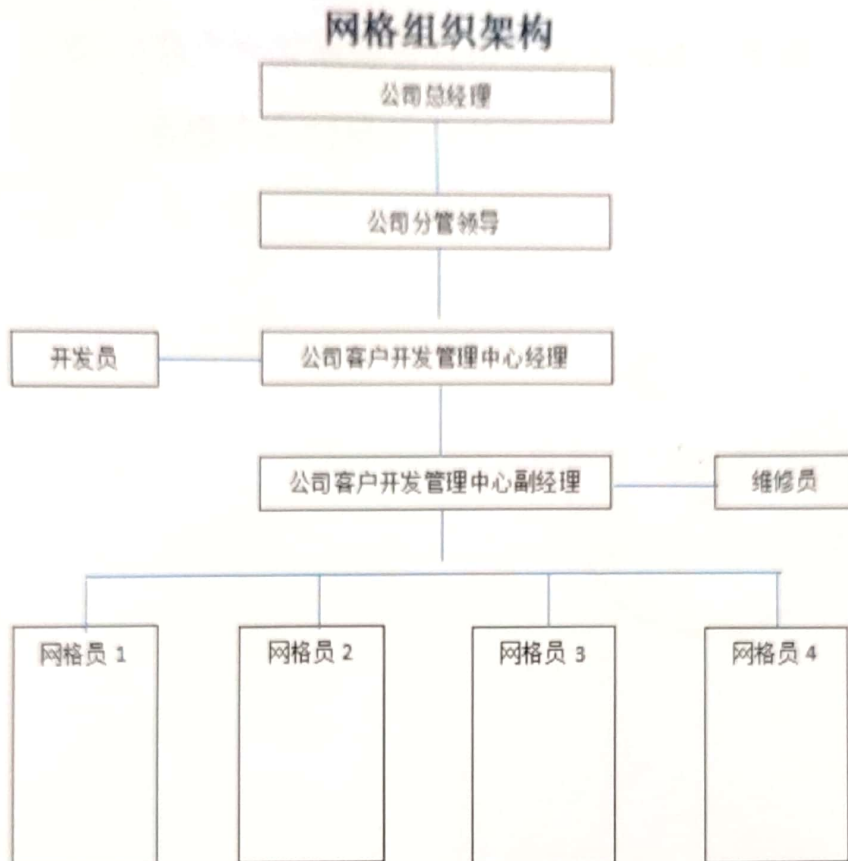 网格组织架构
公司总经理
公司分管领导
开发员 公司客户开发管理中心经理
公司客户开发管理中心副经理 维修员
网格员 1 网格员 2 网格员 3 网格员 4